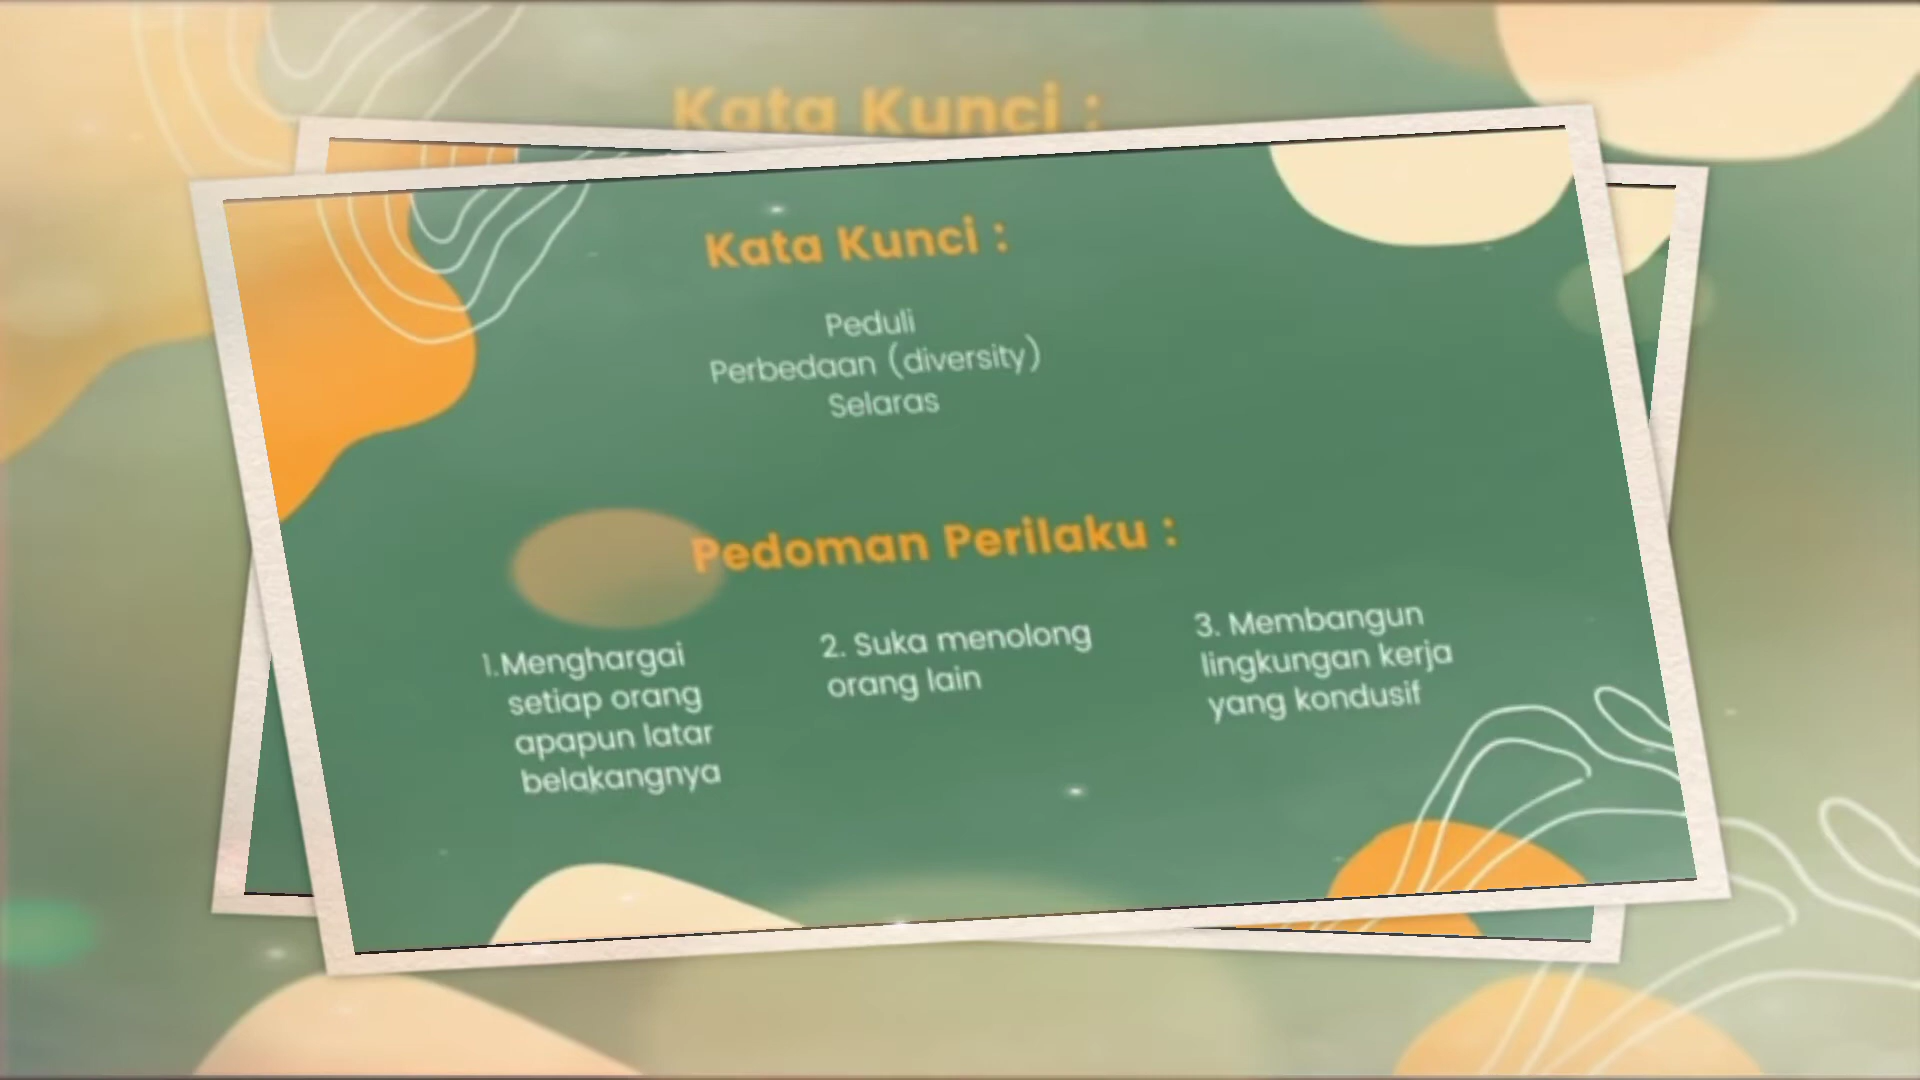 Kata Kunci :
Kata Kunci :
Peduli
Perbedaan (diversity)
Selaras
Pedoman Perilaku :
1. Menghargai
setiap orang
apapun latar
belakangnya
2. Suka menolong
orang lain
3. Membangun
lingkungan kerja
yang kondusif